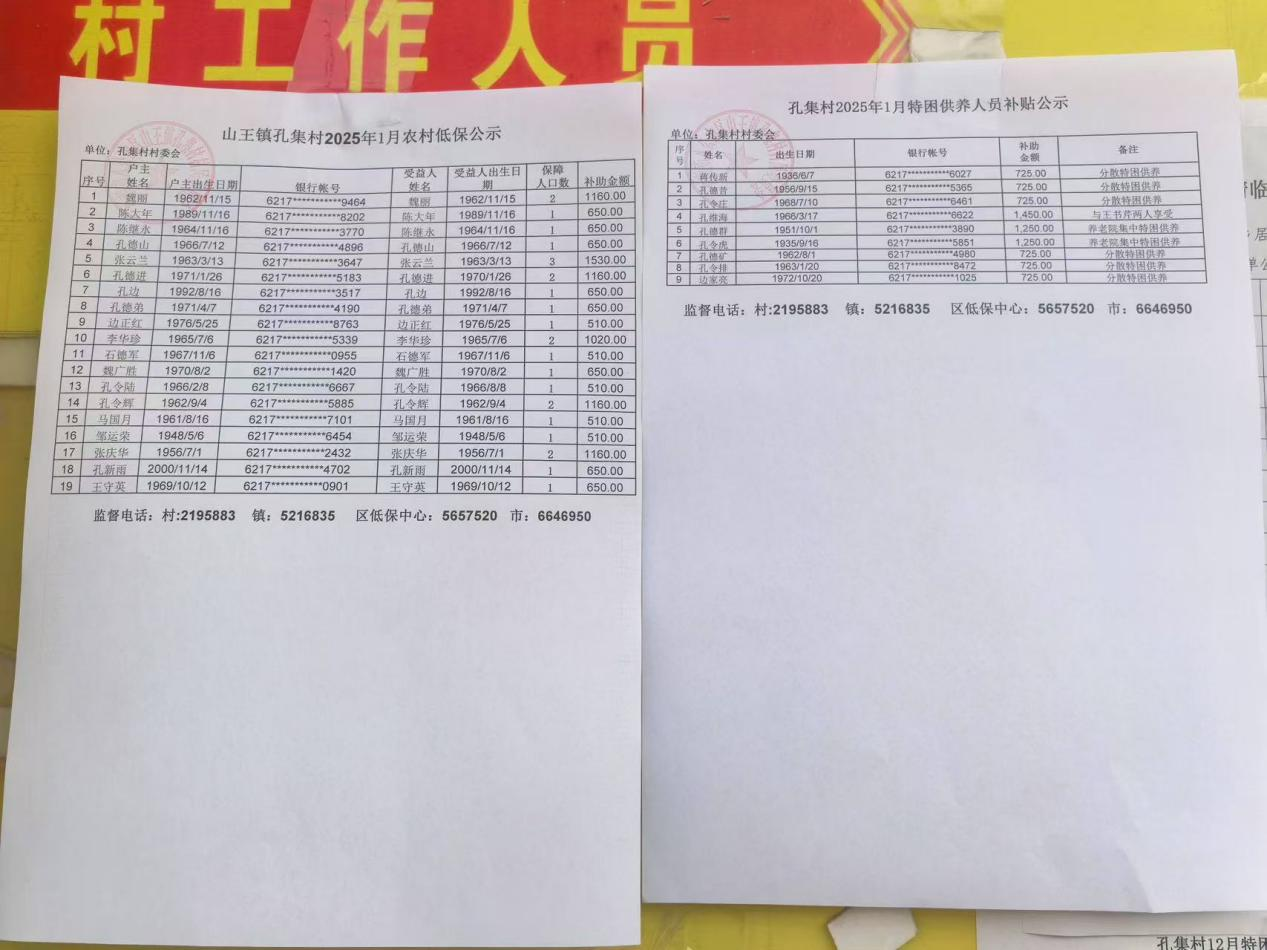 村工作人员
山王镇孔集村2025年1月农村低保公示
单位：孔集村村委会
序号 户主姓名 户主出生日期 银行帐号 受益人姓名 受益人出生日期 保障人口数 补助金额
1 魏丽 1962/11/15 6217***********9464 魏丽 1962/11/15 2 1160.00
2 陈大年 1989/11/16 6217***********8202 陈大年 1989/11/16 1 650.00
3 陈继永 1964/11/16 6217***********3770 陈继永 1964/11/16 1 650.00
4 孔德山 1966/7/12 6217***********4896 孔德山 1966/7/12 1 650.00
5 张云兰 1963/3/13 6217***********3647 张云兰 1963/3/13 3 1530.00
6 孔德进 1971/1/26 6217***********5183 孔德进 1970/1/26 2 1160.00
7 孔边 1992/8/16 6217***********3517 孔边 1992/8/16 1 650.00
8 孔德弟 1971/4/7 6217***********4190 孔德弟 1971/4/7 1 650.00
9 边正红 1976/5/25 6217***********8763 边正红 1976/5/25 1 510.00
10 李华珍 1965/7/6 6217***********5339 李华珍 1965/7/6 2 1020.00
11 石德军 1967/11/6 6217***********0955 石德军 1967/11/6 1 510.00
12 魏广胜 1970/8/2 6217***********1420 魏广胜 1970/8/2 1 650.00
13 孔令陆 1966/2/8 6217***********6667 孔令陆 1966/8/8 1 510.00
14 孔令辉 1962/9/4 6217***********5885 孔令辉 1962/9/4 2 1160.00
15 马国月 1961/8/16 6217***********7101 马国月 1961/8/16 1 510.00
16 邹运荣 1948/5/6 6217***********6454 邹运荣 1948/5/6 1 510.00
17 张庆华 1956/7/1 6217***********2432 张庆华 1956/7/1 2 1160.00
18 孔新雨 2000/11/14 6217***********4702 孔新雨 2000/11/14 1 650.00
19 王守英 1969/10/12 6217***********0901 王守英 1969/10/12 1 650.00
监督电话：村:2195883 镇：5216835 区低保中心：5657520 市：6646950
孔集村2025年1月特困供养人员补贴公示
单位：孔集村村委会
序号 姓名 出生日期 银行帐号 补助金额 备注
1 蒋传新 1936/6/7 6217***********6027 725.00 分散特困供养
2 孔德普 1956/9/15 6217***********5365 725.00 分散特困供养
3 孔令庄 1968/7/10 6217***********6461 725.00 分散特困供养
4 孔维海 1966/3/17 6217***********6622 1,450.00 与王书芹两人享受
5 孔德群 1951/10/1 6217***********3890 1,250.00 养老院集中特困供养
6 孔令虎 1935/9/16 6217***********5851 1,250.00 养老院集中特困供养
7 孔德矿 1962/8/1 6217***********4980 725.00 分散特困供养
8 孔令排 1963/1/20 6217***********8472 725.00 分散特困供养
9 边家亮 1972/10/20 6217***********1025 725.00 分散特困供养
监督电话：村:2195883 镇：5216835 区低保中心：5657520 市：6646950
孔集村12月特困